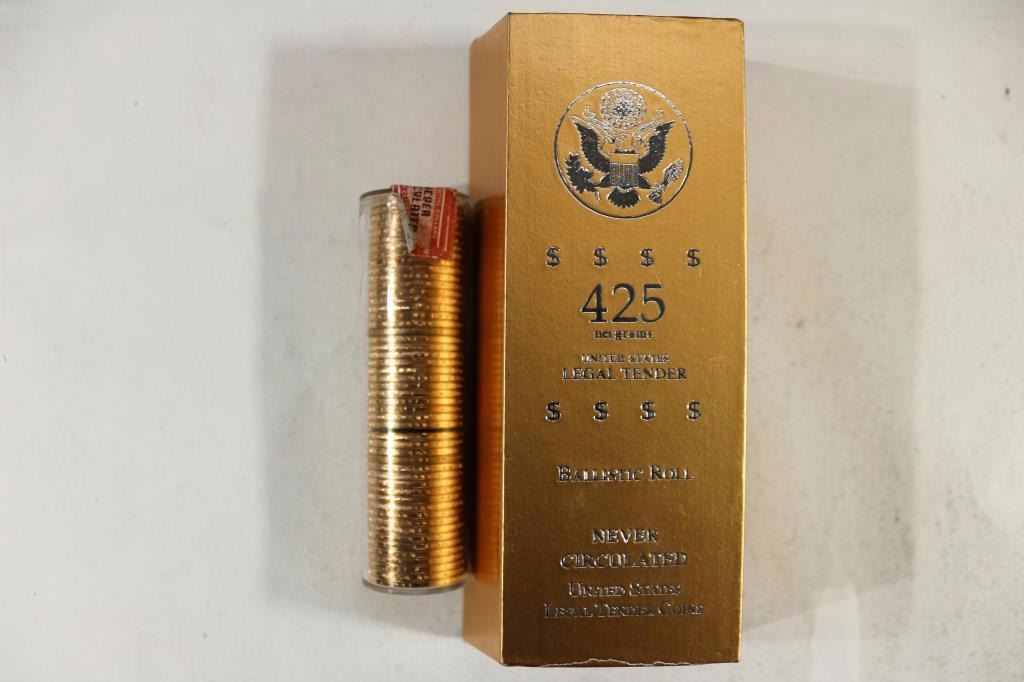 $ $ $ $
425
net grams
UNITED STATES
LEGAL TENDER
$ $ $ $
BALLISTIC ROLL
NEVER
CIRCULATED
UNITED STATES
LEGAL TENDER COINS